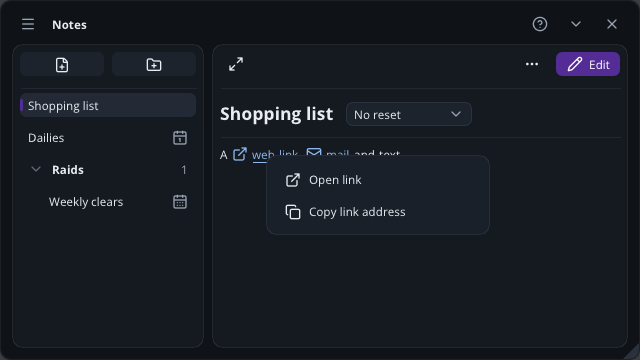 Notes
Edit
Shopping list
Dailies
Raids 1
Weekly clears
Shopping list
No reset
A web link mail and text
Open link
Copy link address